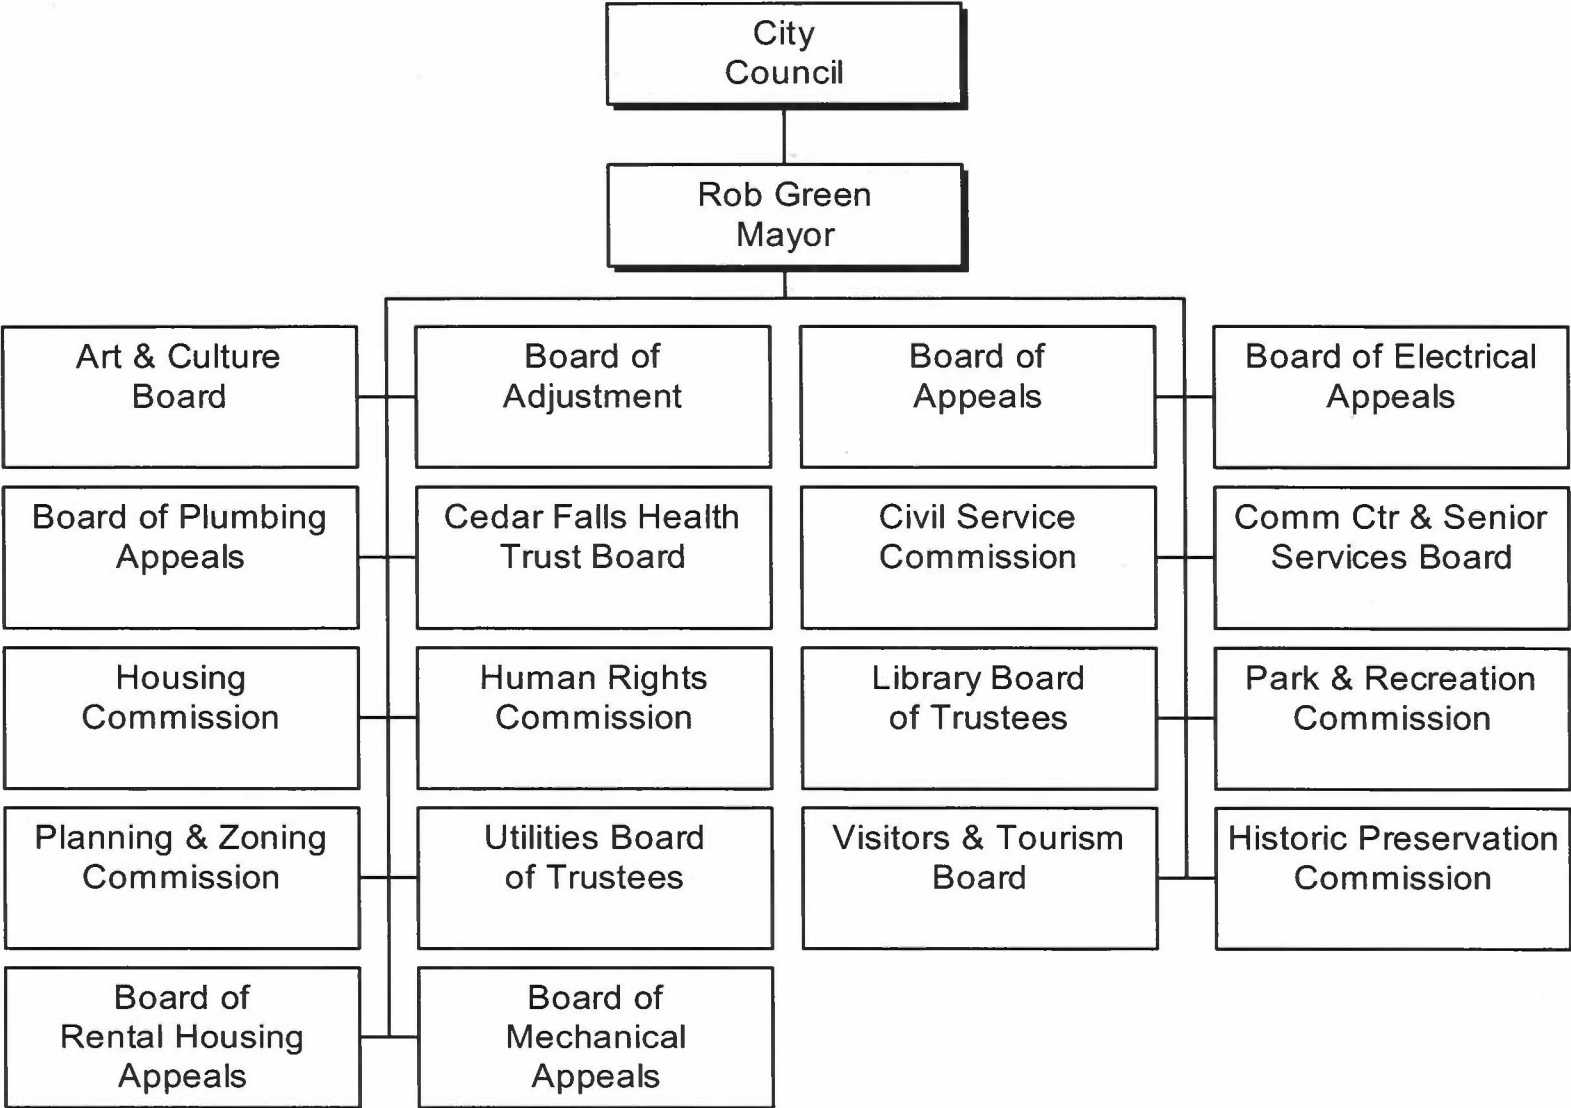 City
Council
Rob Green
Mayor
Art & Culture
Board
Board of
Adjustment
Board of
Appeals
Board of Electrical
Appeals
Board of Plumbing
Appeals
Cedar Falls Health
Trust Board
Civil Service
Commission
Comm Ctr & Senior
Services Board
Housing
Commission
Human Rights
Commission
Library Board
of Trustees
Park & Recreation
Commission
Planning & Zoning
Commission
Utilities Board
of Trustees
Visitors & Tourism
Board
Historic Preservation
Commission
Board of
Rental Housing
Appeals
Board of
Mechanical
Appeals